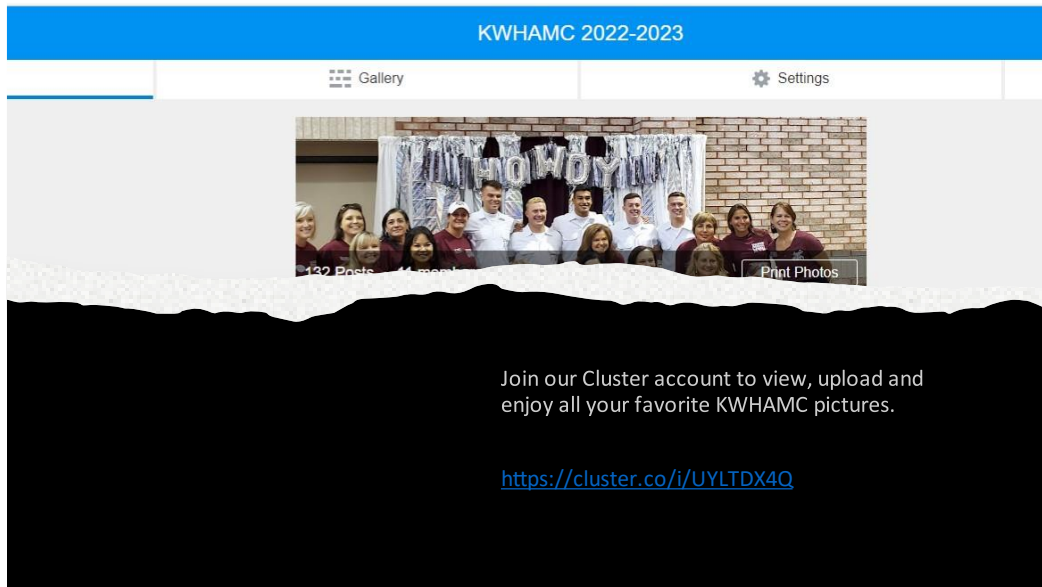 KWHAMC 2022-2023
Gallery
Settings
HOWDY
132 Posts
Print Photos
Join our Cluster account to view, upload and
enjoy all your favorite KWHAMC pictures.
https://cluster.co/i/UYLTDX4Q